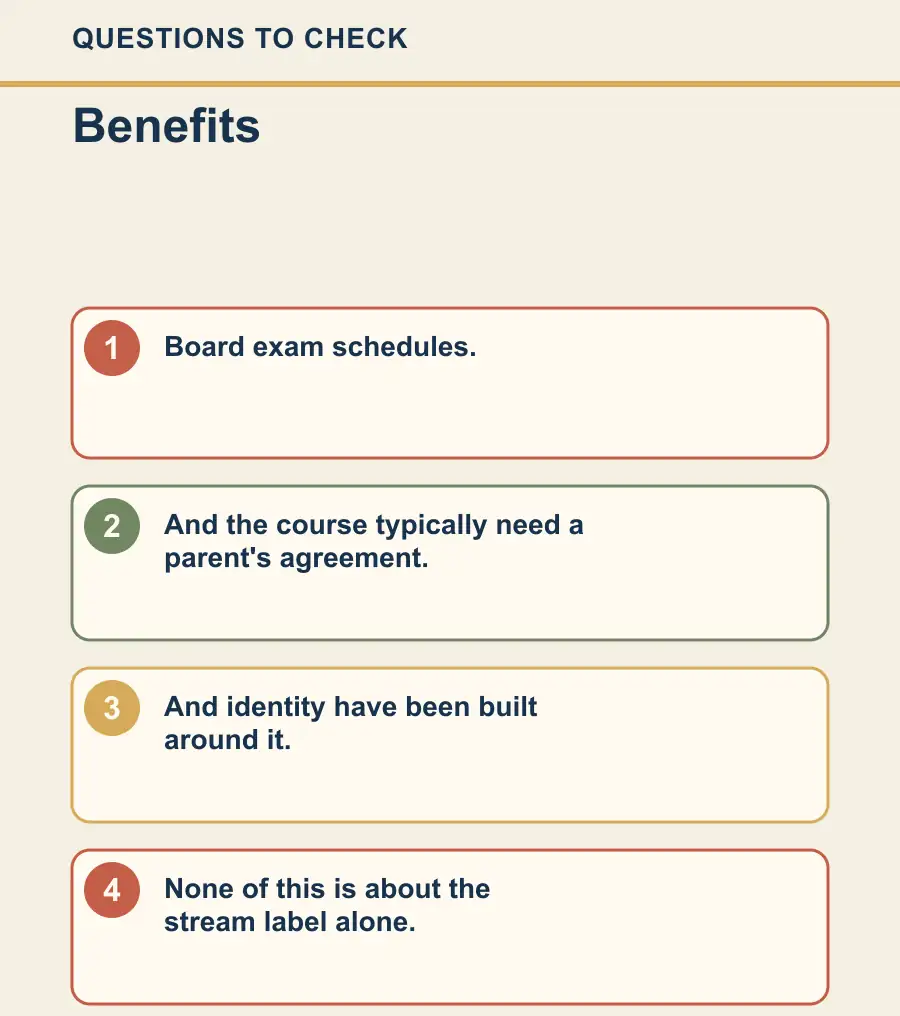 QUESTIONS TO CHECK
Benefits
1
Board exam schedules.
2
And the course typically need a
parent's agreement.
3
And identity have been built
around it.
4
None of this is about the
stream label alone.